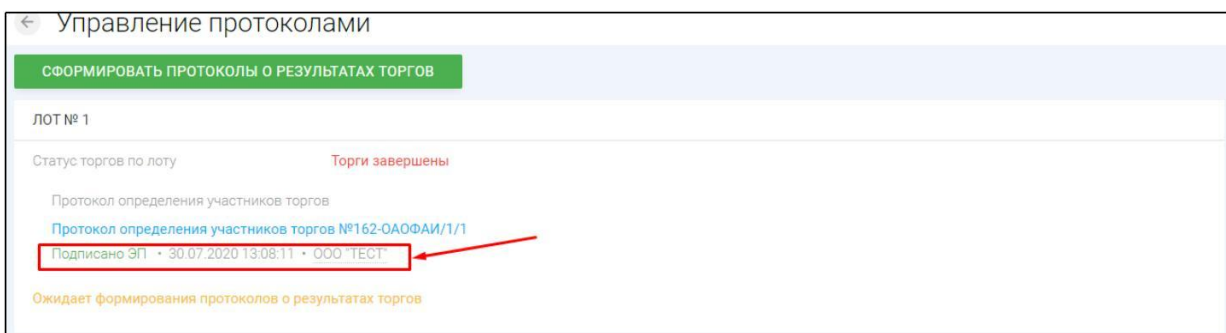 Управление протоколами
СФОРМИРОВАТЬ ПРОТОКОЛЫ О РЕЗУЛЬТАТАХ ТОРГОВ
ЛОТ № 1
Статус торгов по лоту Торги завершены
Протокол определения участников торгов
Протокол определения участников торгов №162-ОАОФАИ/1/1
Подписано ЭП • 30.07.2020 13:08:11 • ООО "ТЕСТ"
Ожидает формирования протоколов о результатах торгов